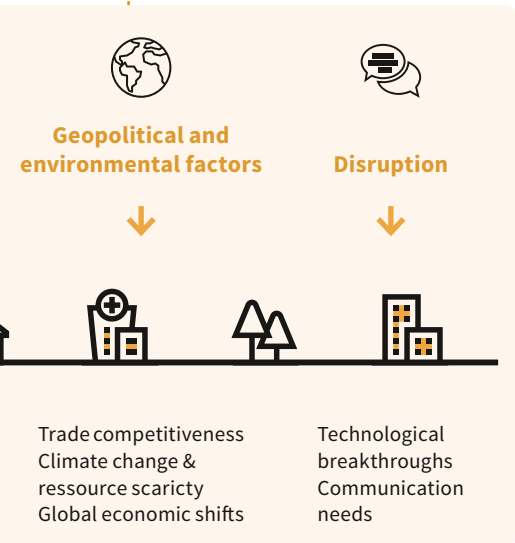 Geopolitical and
environmental factors
Disruption
Trade competitiveness
Climate change &
ressource scaricty
Global economic shifts
Technological
breakthroughs
Communication
needs